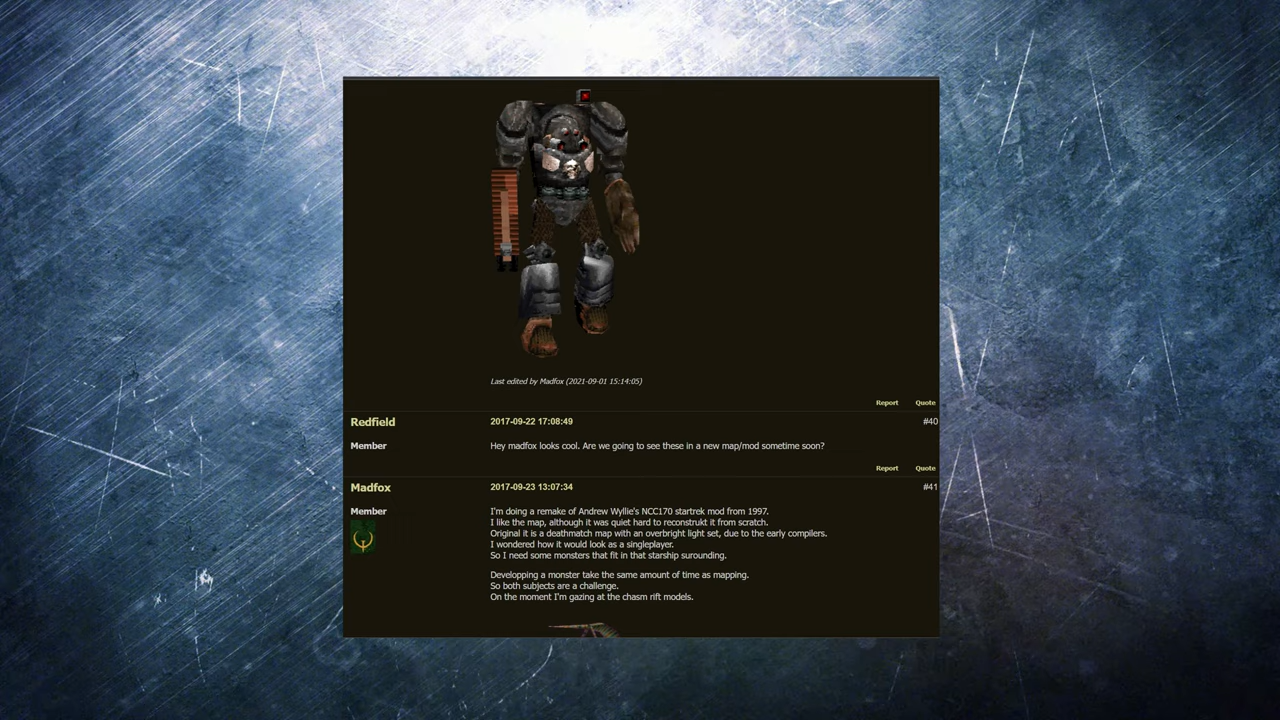 Last edited by Madfox (2021-09-01 15:14:05)
Report Quote
Redfield 2017-09-22 17:08:49 #40
Member Hey madfox looks cool. Are we going to see these in a new map/mod sometime soon?
Report Quote
Madfox 2017-09-23 13:07:34 #41
Member I'm doing a remake of Andrew Wyllie's NCC170 startrek mod from 1997.
I like the map, although it was quiet hard to reconstrukt it from scratch.
Original it is a deathmatch map with an overbright light set, due to the early compilers.
I wondered how it would look as a singleplayer.
So I need some monsters that fit in that starship surounding.
Developping a monster take the same amount of time as mapping.
So both subjects are a challenge.
On the moment I'm gazing at the chasm rift models.